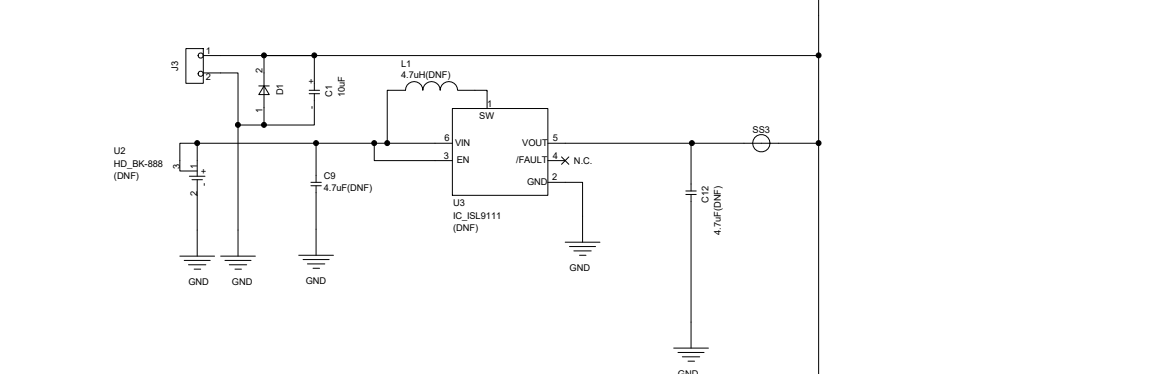 J3
1
2
2
D1
1
+
-
C1
10uF
L1
4.7uH(DNF)
1
SW
6
VIN
3
EN
VOUT
5
/FAULT
4
N.C.
GND
2
U3
IC_ISL9111
(DNF)
SS3
U2
HD_BK-888
(DNF)
3
1
+
-
2
C9
4.7uF(DNF)
C12
4.7uF(DNF)
GND
GND
GND
GND
GND